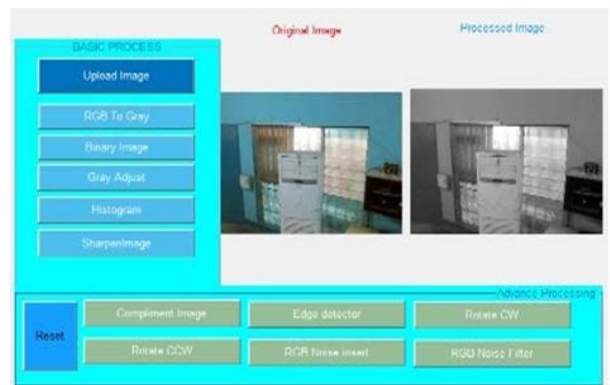 Original Image
Processed Image
BASIC PROCESS
Upload Image
RGB To Gray
Binary Image
Gray Adjust
Histogram
SharpenImage
Advance Processing
Reset
Compliment Image
Edge detector
Rotate CW
Rotate CCW
RGB Noise insert
RGB Noise Filter